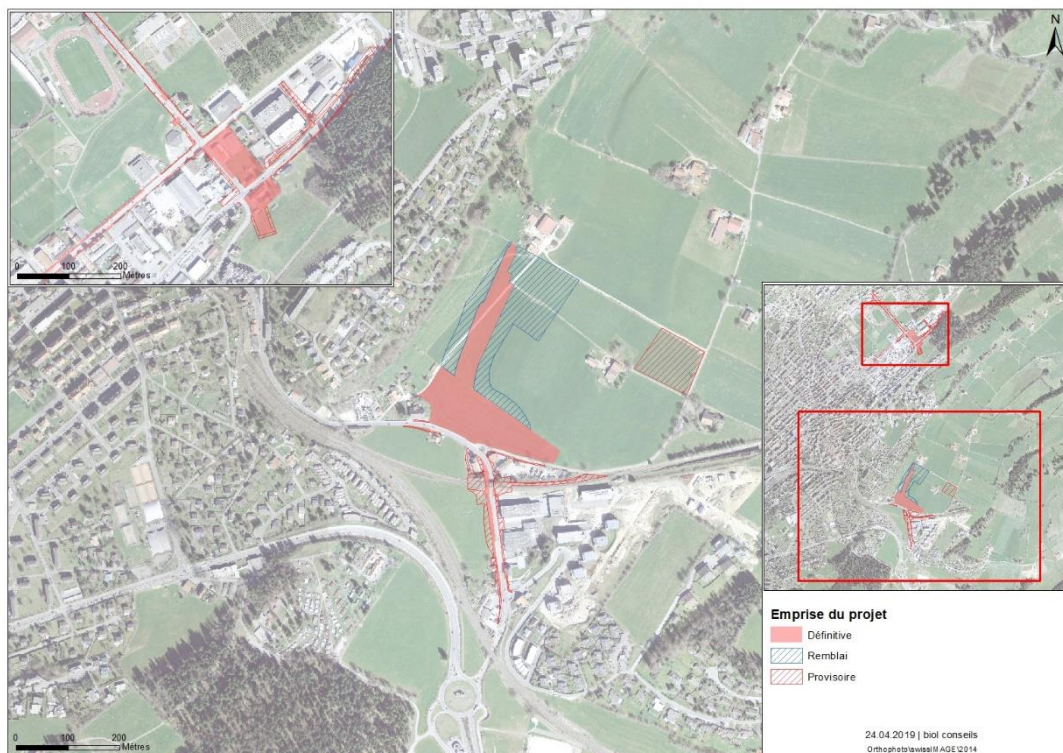 N
0 100 200
Mètres
Emprise du projet
Définitive
Remblai
Provisoire
0 100 200
Mètres
24.04.2019 | biol conseils
Orthophoto\swissIMAGE\2014